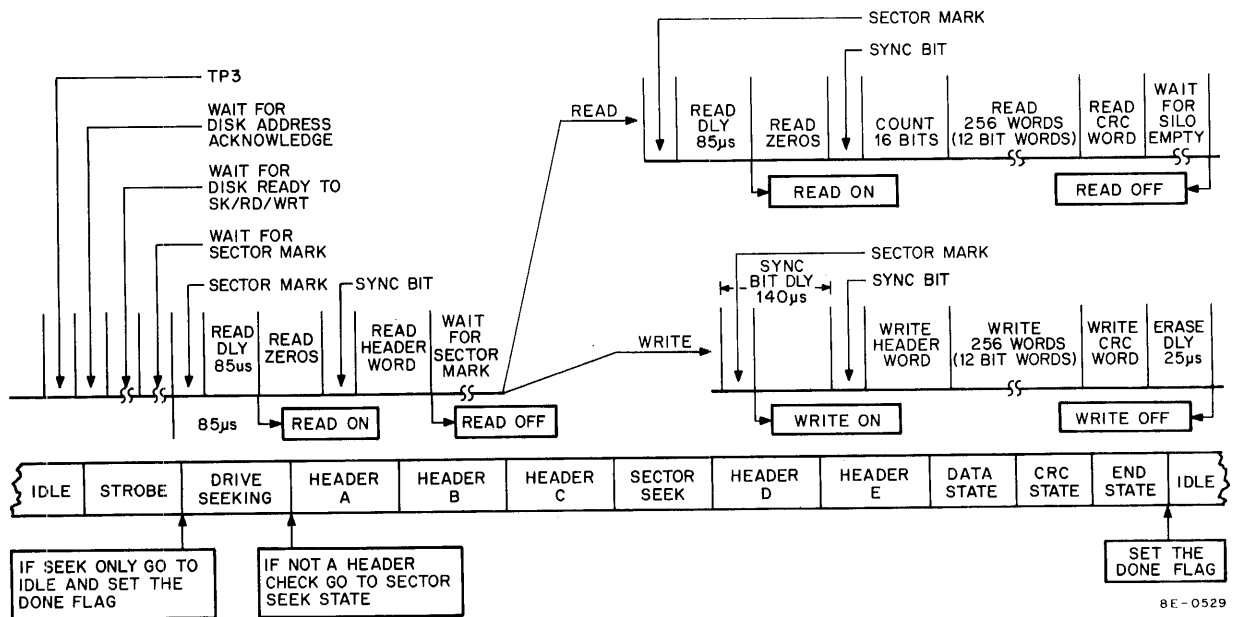 TP3
WAIT FOR
DISK ADDRESS
ACKNOWLEDGE
WAIT FOR
DISK READY TO
SK/RD/WRT
WAIT FOR
SECTOR MARK
SECTOR MARK
SYNC BIT
READ
DLY
85us
READ
ZEROS
READ
HEADER
WORD
WAIT
FOR
SECTOR
MARK
85µs
READ ON
READ OFF
READ
SECTOR MARK
SYNC BIT
READ
DLY
85µs
READ
ZEROS
COUNT
16 BITS
READ
256 WORDS
(12 BIT WORDS)
READ
CRC
WORD
WAIT
FOR
SILO
EMPTY
READ ON
READ OFF
WRITE
SECTOR MARK
SYNC
BIT DLY
140µs
SYNC BIT
WRITE
HEADER
WORD
WRITE
256 WORDS
(12 BIT WORDS)
WRITE
CRC
WORD
ERASE
DLY
25µs
WRITE ON
WRITE OFF
IDLE
STROBE
DRIVE
SEEKING
HEADER
A
HEADER
B
HEADER
C
SECTOR
SEEK
HEADER
D
HEADER
E
DATA
STATE
CRC
STATE
END
STATE
IDLE
IF SEEK ONLY GO TO
IDLE AND SET THE
DONE FLAG
IF NOT A HEADER
CHECK GO TO SECTOR
SEEK STATE
SET THE
DONE FLAG
8E-0529